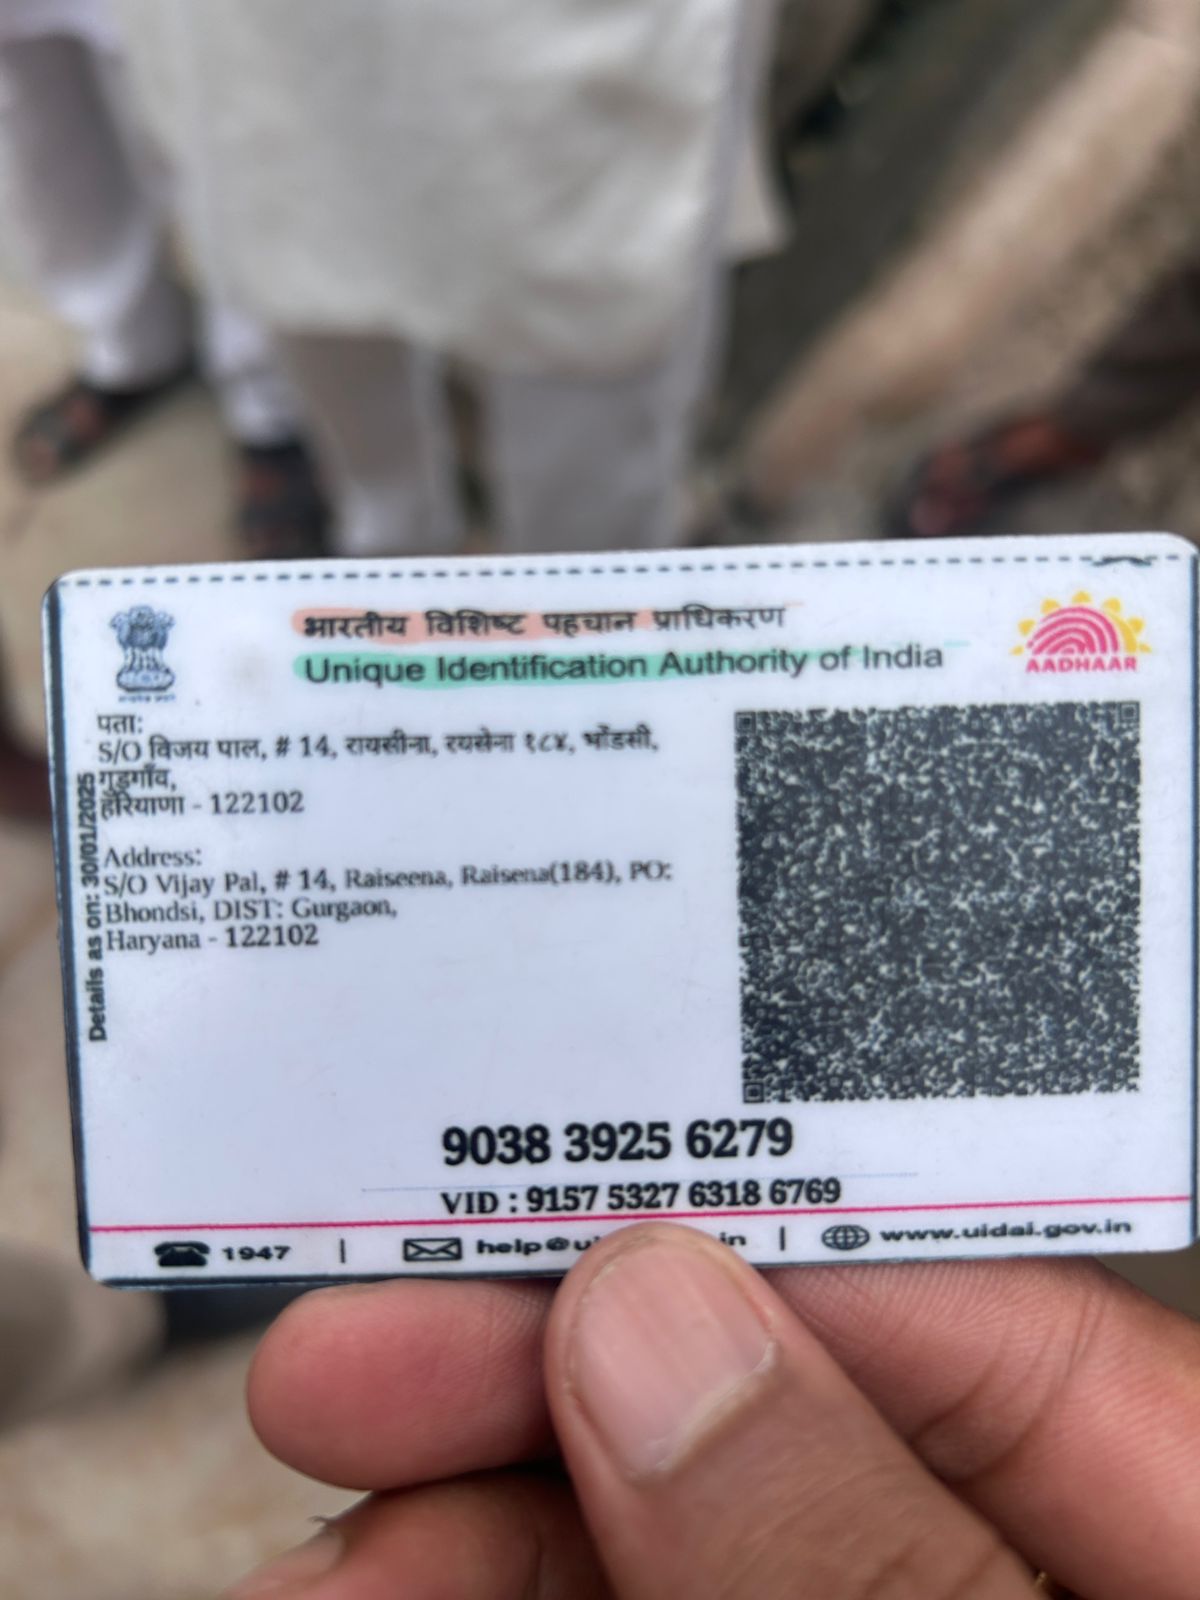 भारतीय विशिष्ट पहचान प्राधिकरण
Unique Identification Authority of India
AADHAAR
पता:
S/O विजय पाल, # 14, रायसीना, रयसेना १८४, भोंडसी,
गुड़गाँव,
हरियाणा - 122102
Address:
S/O Vijay Pal, # 14, Raiseena, Raisena(184), PO:
Bhondsi, DIST: Gurgaon,
Haryana - 122102
Details as on: 30/01/2025
9038 3925 6279
VID : 9157 5327 6318 6769
1947 | help@ui in | www.uidai.gov.in